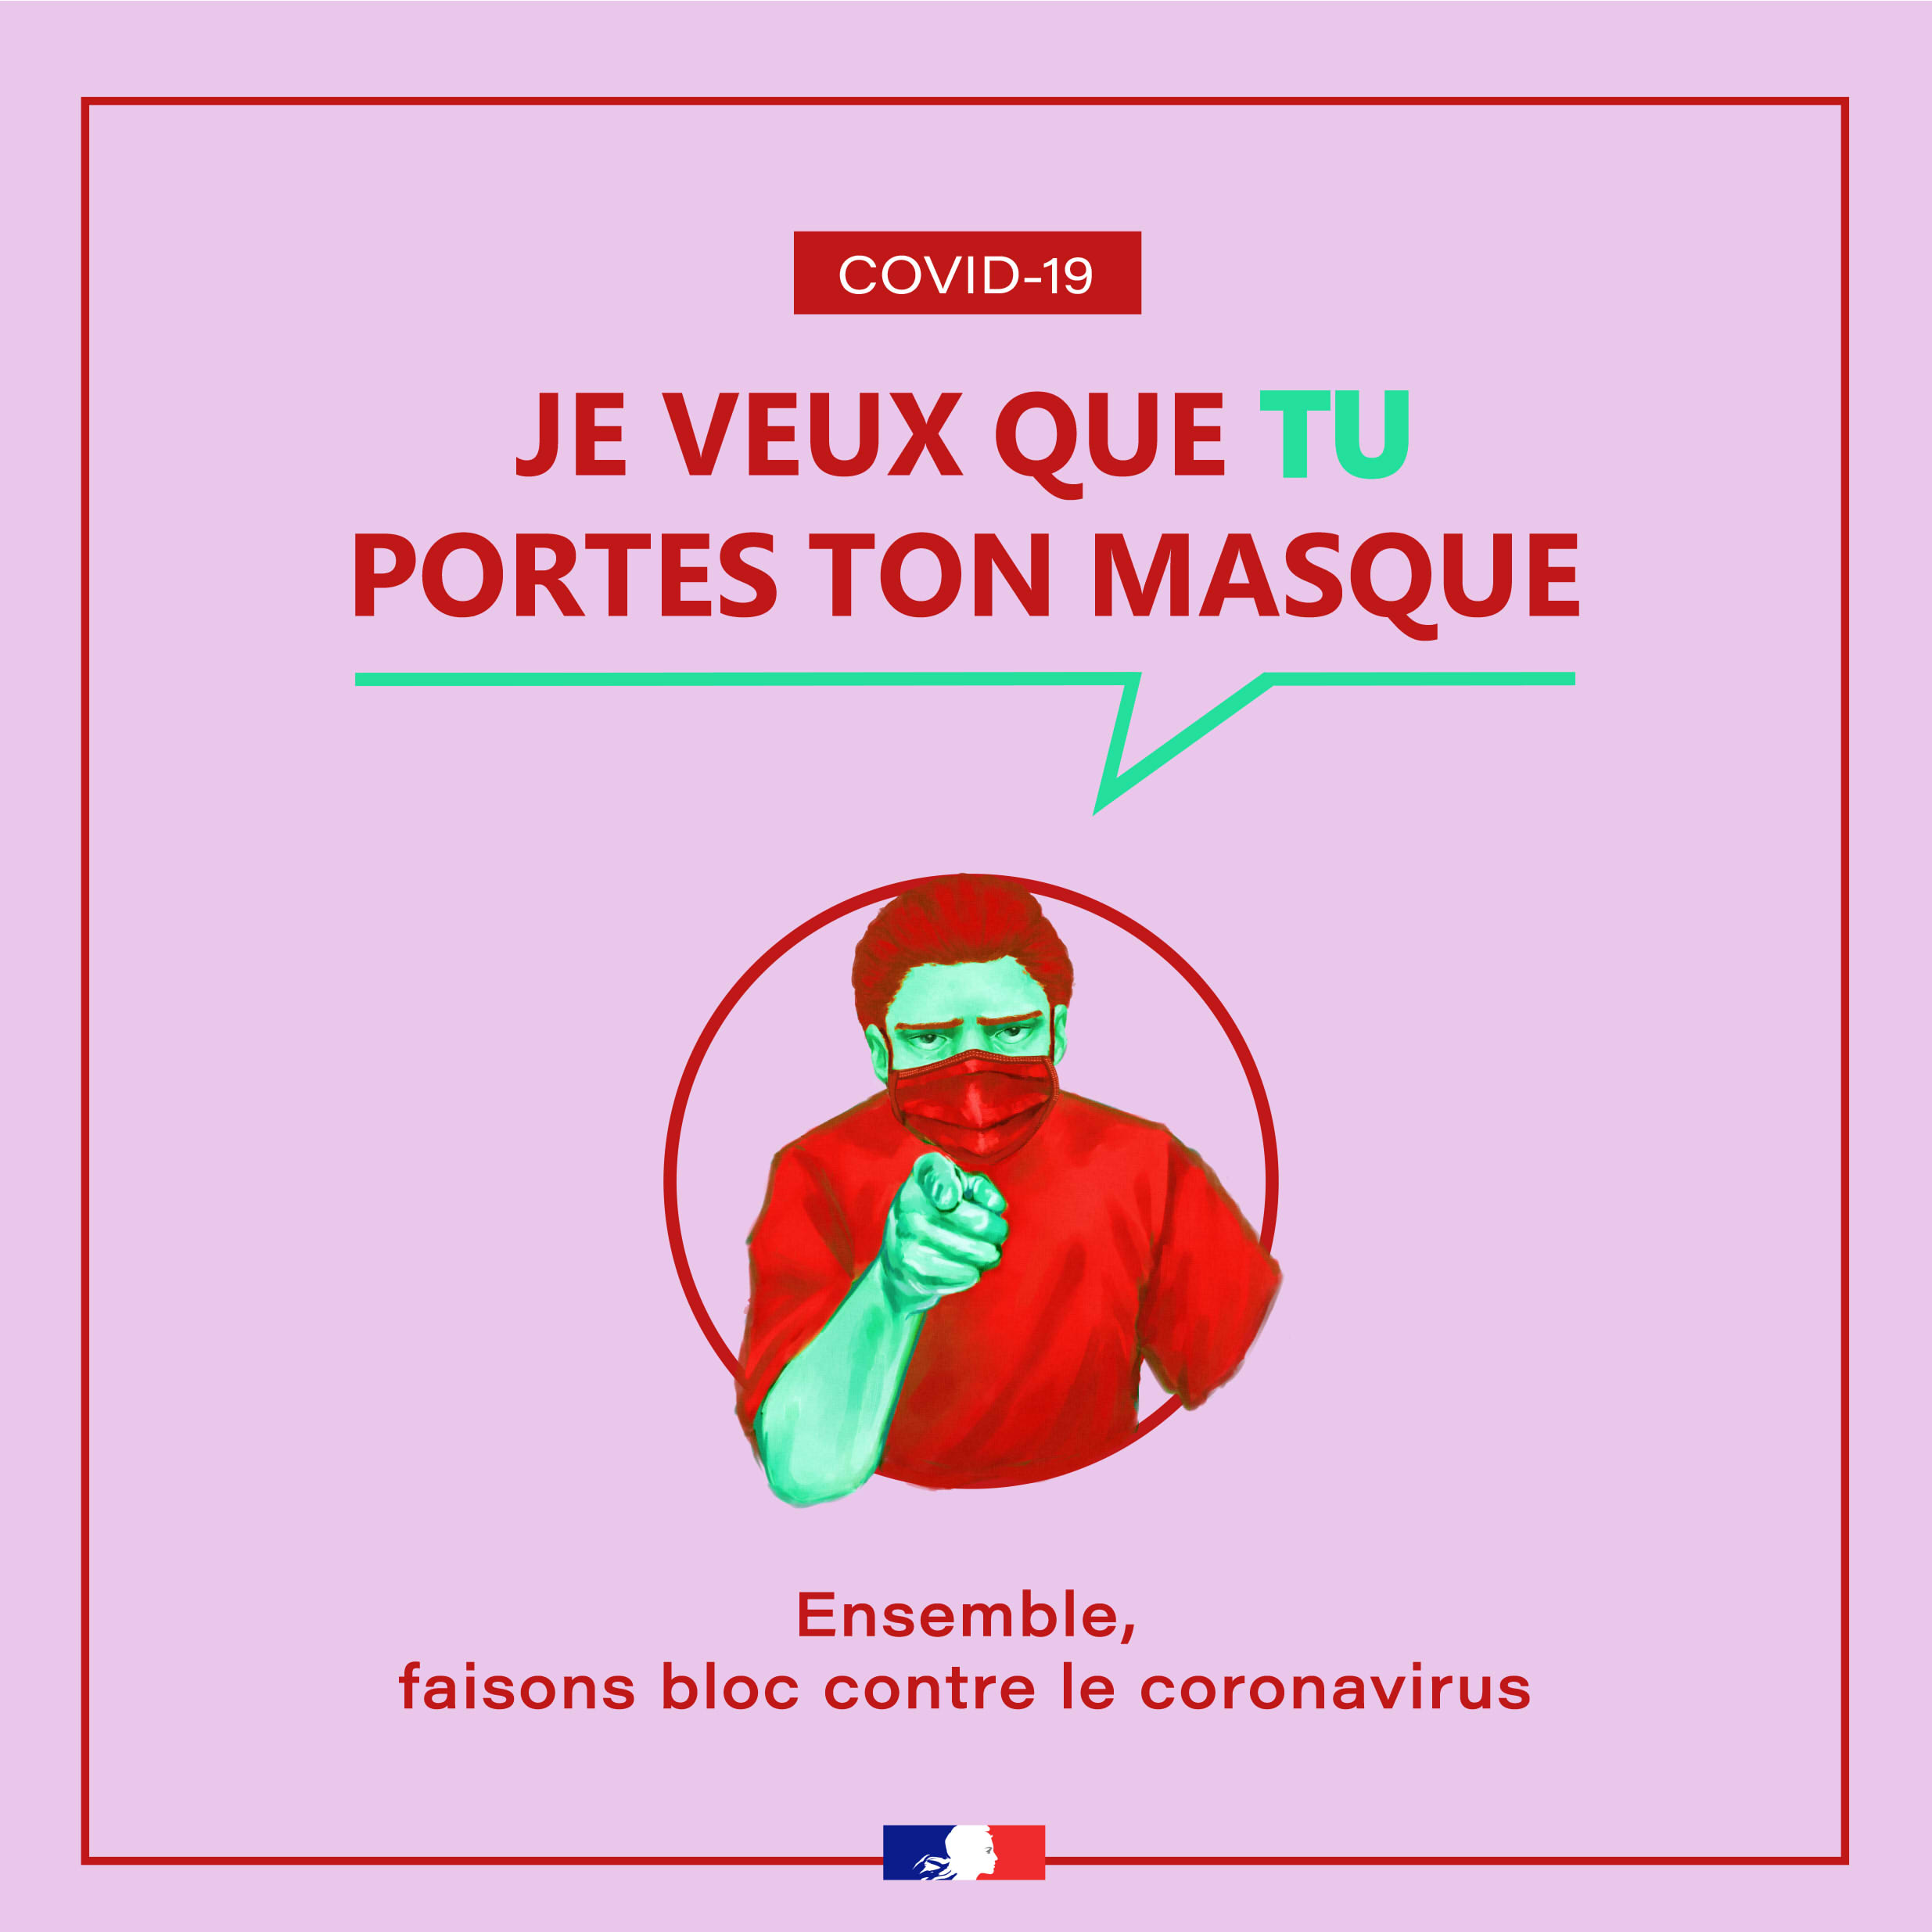 COVID-19
JE VEUX QUE TU
PORTES TON MASQUE
Ensemble,
faisons bloc contre le coronavirus